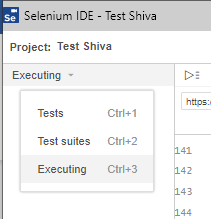 Se Selenium IDE - Test Shiva
Project: Test Shiva
Executing
Tests Ctrl+1
Test suites Ctrl+2
Executing Ctrl+3
https:
141
142
143
144